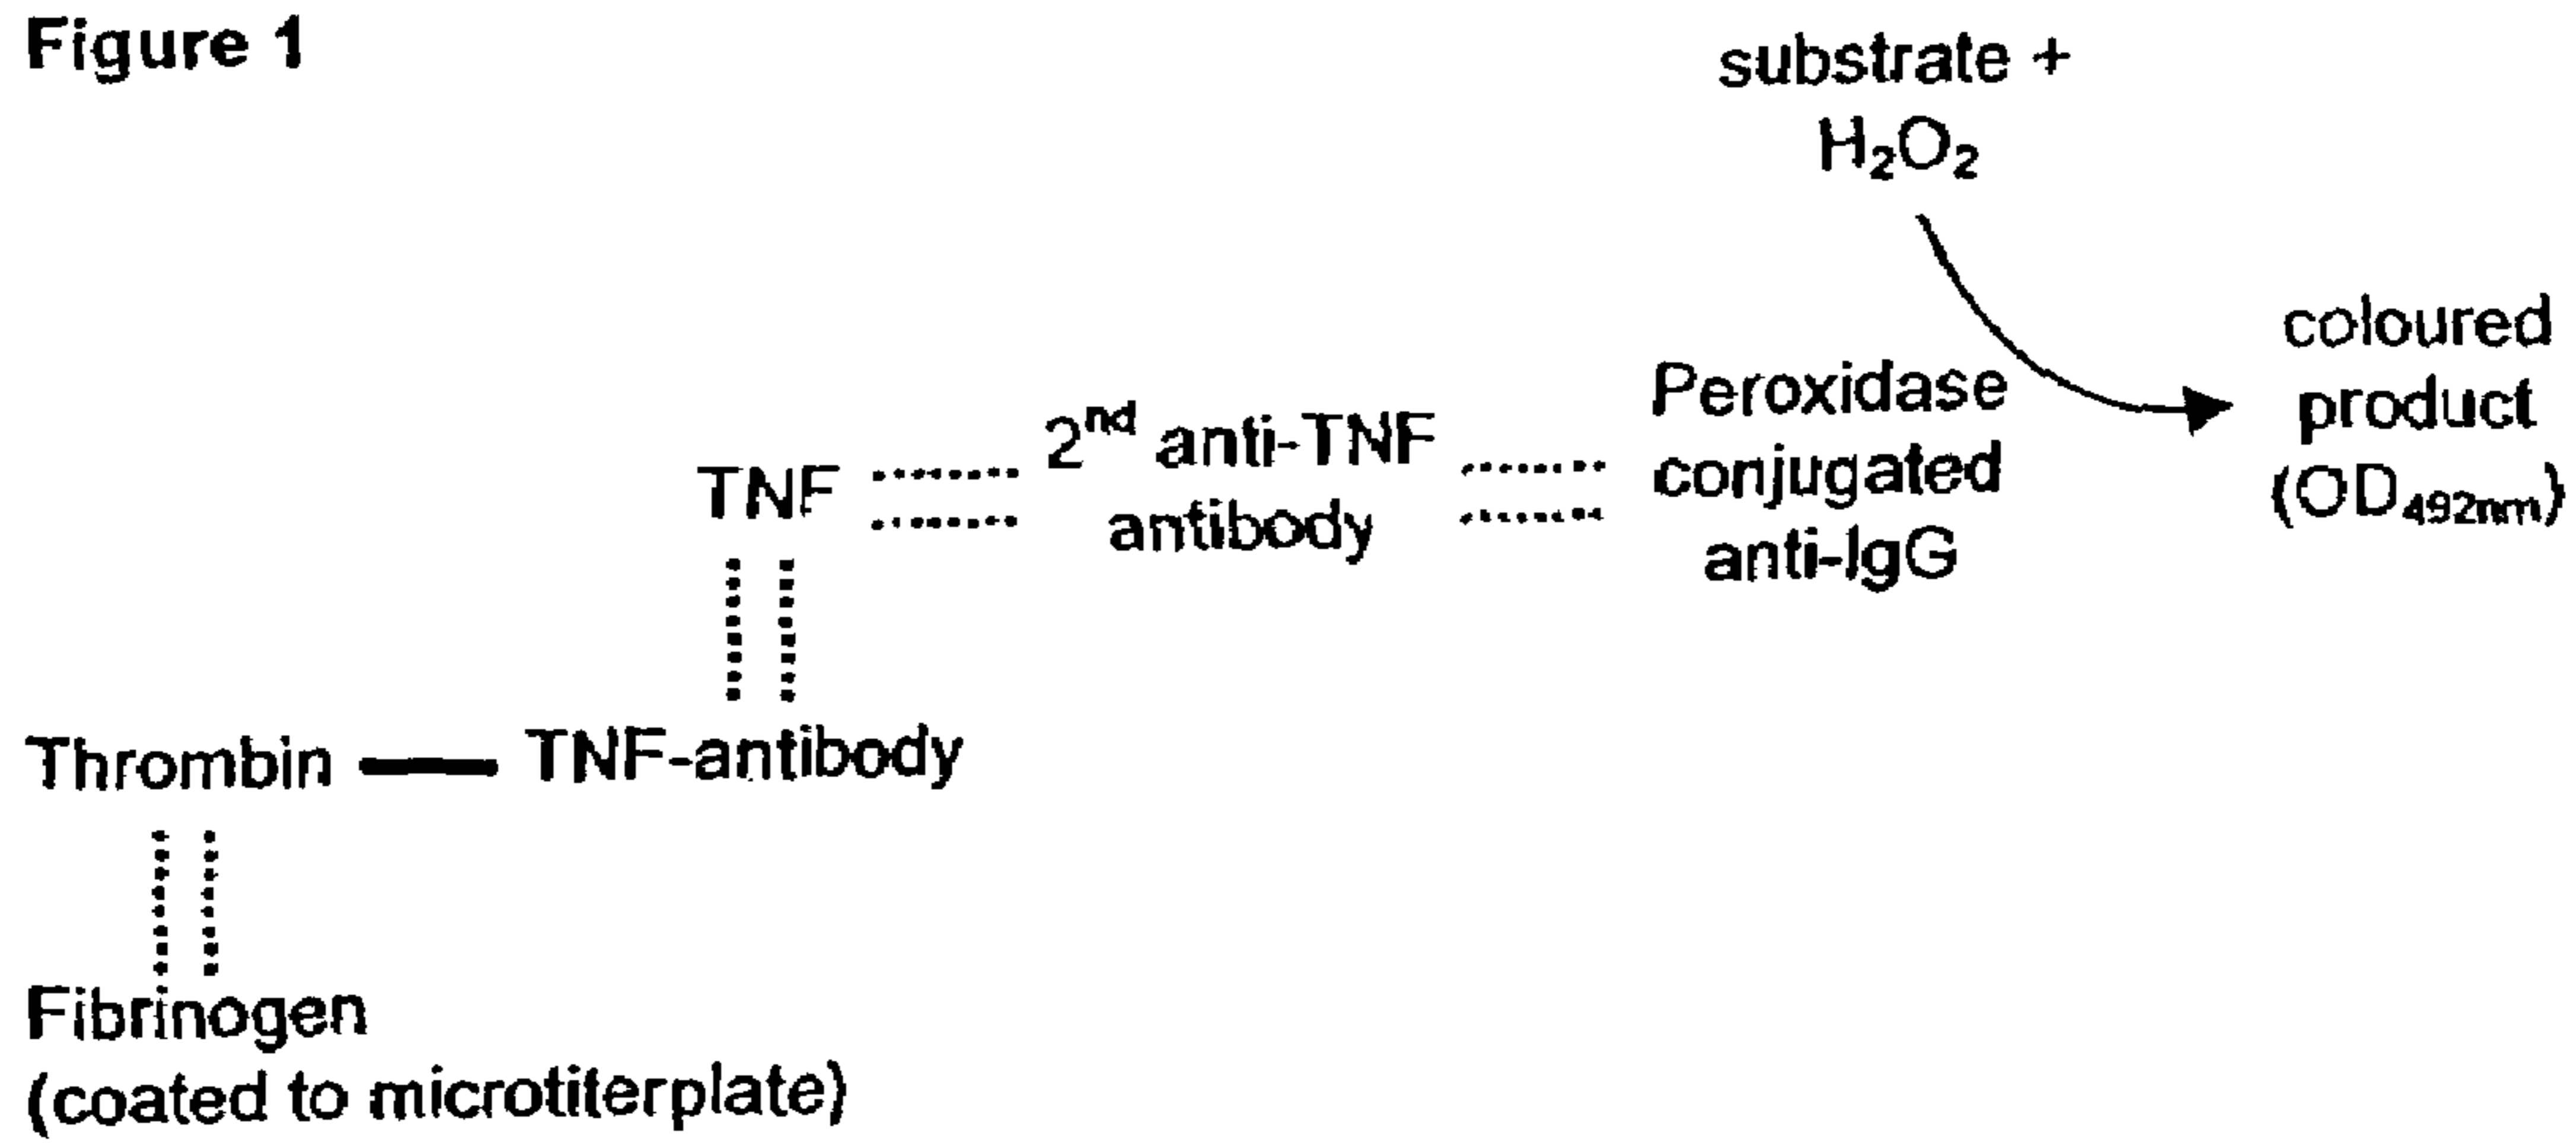 Figure 1
substrate +
H₂O₂
coloured
product
(OD₄₉₂nm)
Peroxidase
conjugated
anti-IgG
2ⁿᵈ anti-TNF
antibody
TNF
Thrombin
TNF-antibody
Fibrinogen
(coated to microtiterplate)